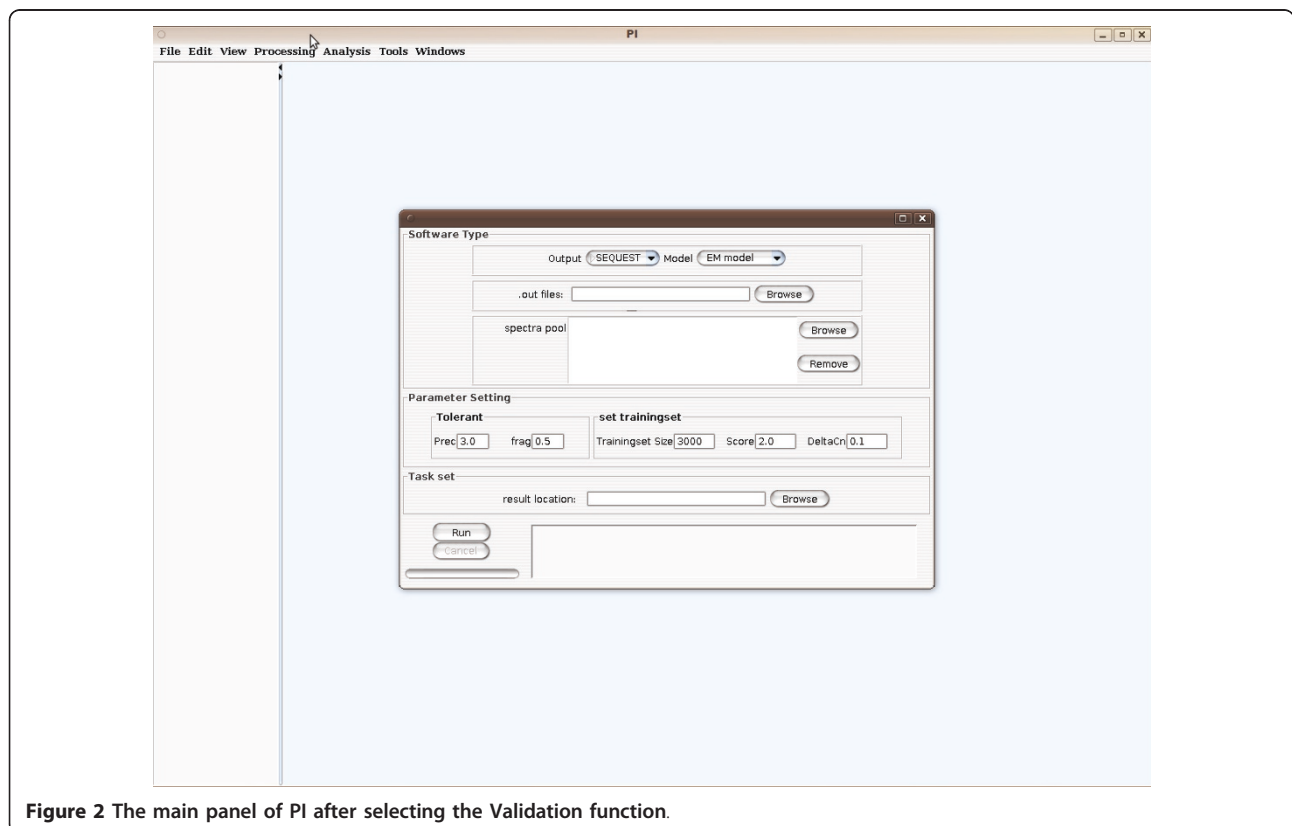 PI
File Edit View Processing Analysis Tools Windows
Software Type
Output SEQUEST Model EM model
.out files: Browse
spectra pool Browse
Remove
Parameter Setting
Tolerant set trainingset
Prec 3.0 frag 0.5 Trainingset Size 3000 Score 2.0 DeltaCn 0.1
Task set
result location: Browse
Run
Cancel
Figure 2 The main panel of PI after selecting the Validation function.